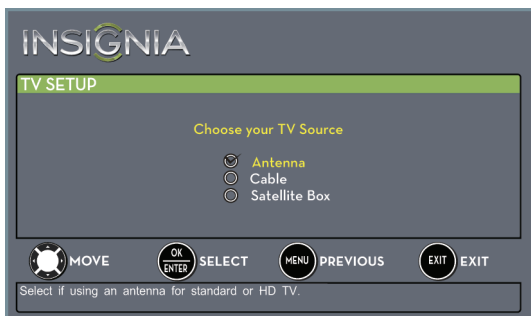 INSIGNIA
TV SETUP
Choose your TV Source
Antenna
Cable
Satellite Box
MOVE OK ENTER SELECT MENU PREVIOUS EXIT EXIT
Select if using an antenna for standard or HD TV.